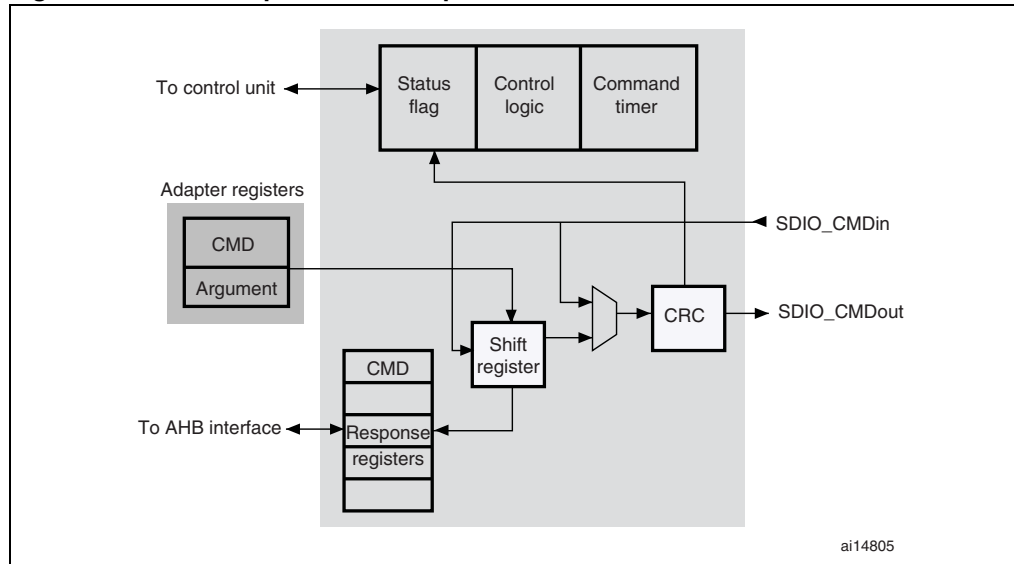 To control unit
Status
flag
Control
logic
Command
timer
Adapter registers
CMD
Argument
SDIO_CMDin
SDIO_CMDout
CRC
Shift
register
CMD
To AHB interface
Response
registers
ai14805